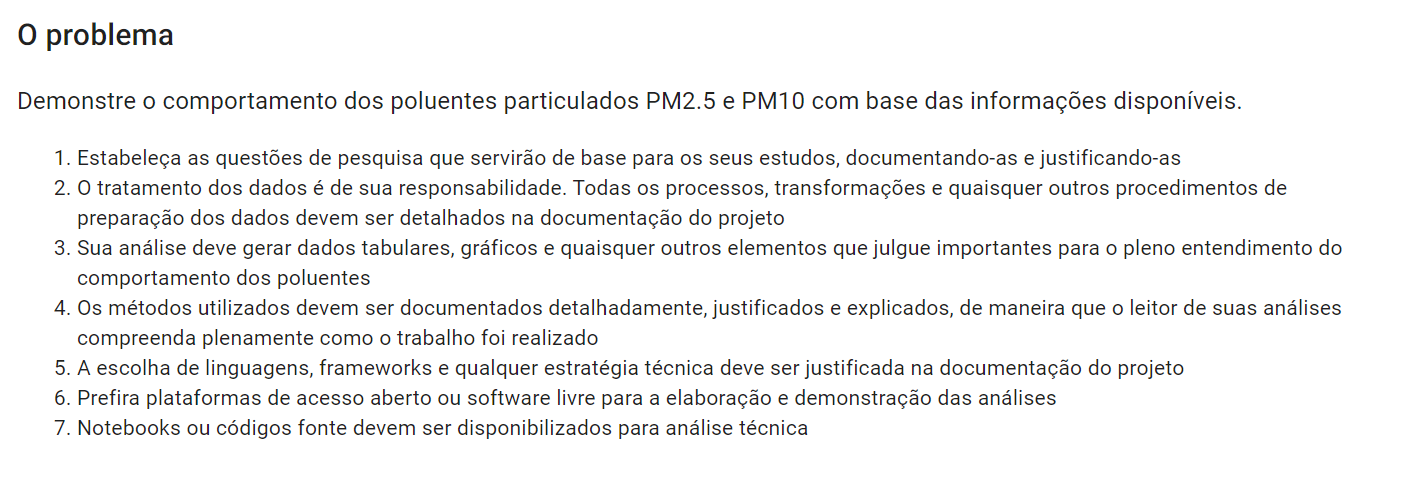 O problema
Demonstre o comportamento dos poluentes particulados PM2.5 e PM10 com base das informações disponíveis.
1. Estabeleça as questões de pesquisa que servirão de base para os seus estudos, documentando-as e justificando-as
2. O tratamento dos dados é de sua responsabilidade. Todas os processos, transformações e quaisquer outros procedimentos de
preparação dos dados devem ser detalhados na documentação do projeto
3. Sua análise deve gerar dados tabulares, gráficos e quaisquer outros elementos que julgue importantes para o pleno entendimento do
comportamento dos poluentes
4. Os métodos utilizados devem ser documentados detalhadamente, justificados e explicados, de maneira que o leitor de suas análises
compreenda plenamente como o trabalho foi realizado
5. A escolha de linguagens, frameworks e qualquer estratégia técnica deve ser justificada na documentação do projeto
6. Prefira plataformas de acesso aberto ou software livre para a elaboração e demonstração das análises
7. Notebooks ou códigos fonte devem ser disponibilizados para análise técnica